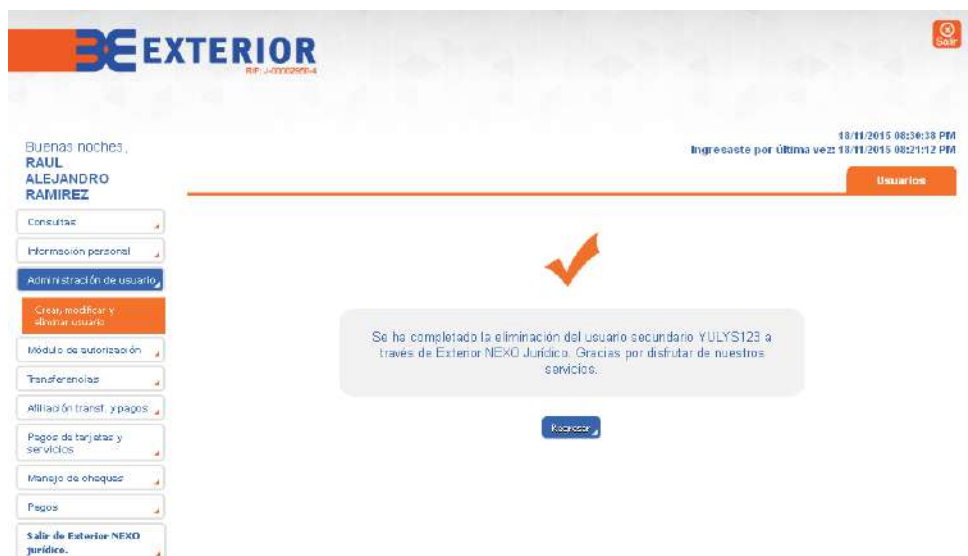 EXTERIOR
RIF: J-00002950-4
Salir
18/11/2015 08:30:38 PM
Ingresaste por última vez: 18/11/2015 08:21:12 PM
Buenas noches,
RAUL
ALEJANDRO
RAMIREZ
Usuarios
Consultas
Información personal
Administración de usuario
Crear, modificar y
eliminar usuario
Módulo de autorización
Transferencias
Afiliación transf. y pagos
Pagos de tarjetas y
servicios
Manejo de cheques
Pagos
Salir de Exterior NEXO
jurídico.
Se ha completado la eliminación del usuario secundario YULYS123 a
través de Exterior NEXO Jurídico. Gracias por disfrutar de nuestros
servicios.
Regresar